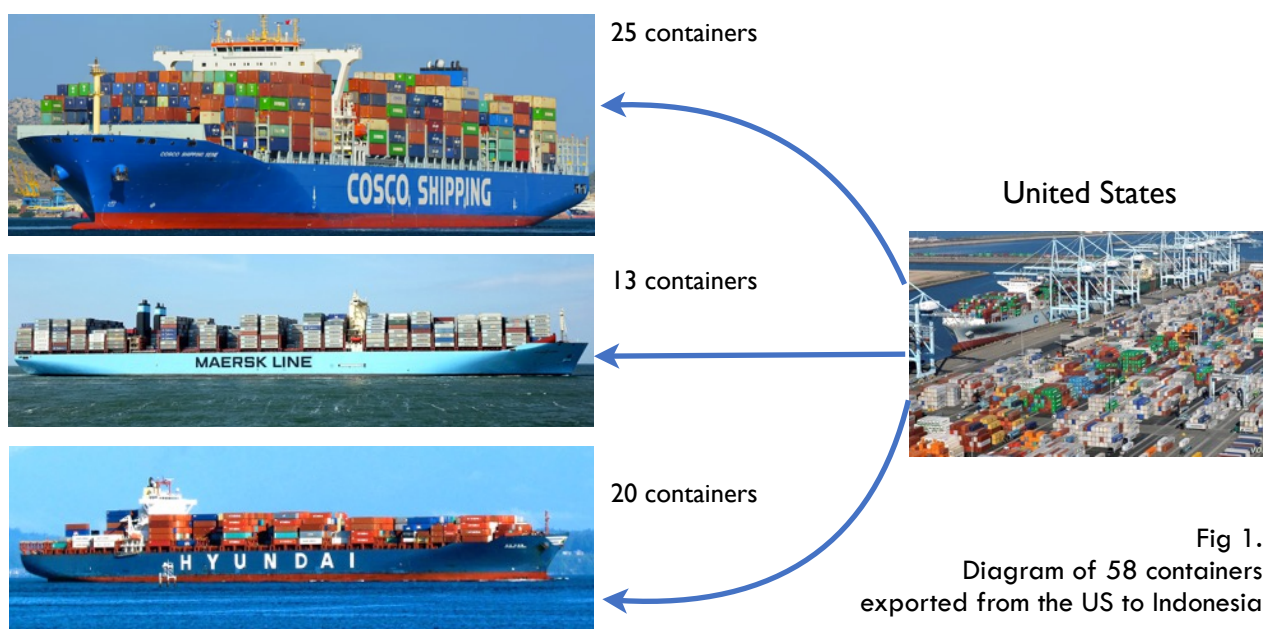 25 containers
COSCO SHIPPING
13 containers
MAERSK LINE
20 containers
HYUNDAI
United States
Fig 1.
Diagram of 58 containers
exported from the US to Indonesia